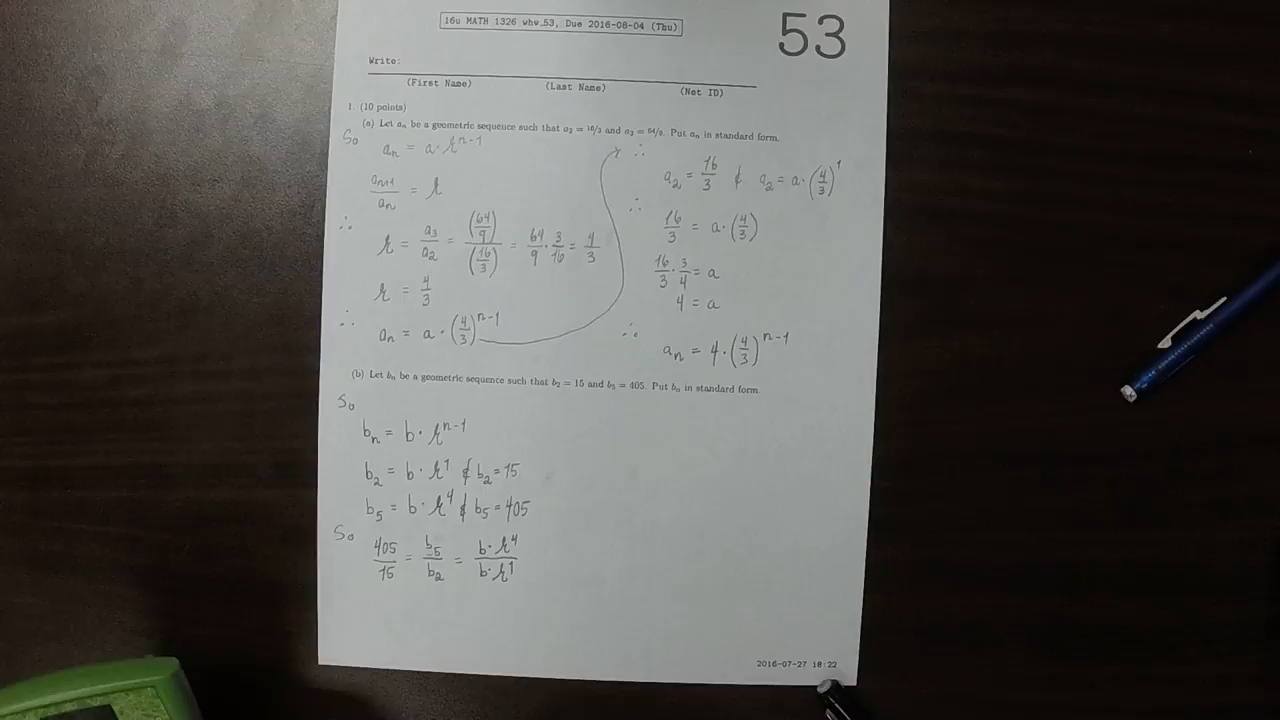 16u MATH 1326 whw_53, Due 2016-08-04 (Thu)
53
Write:
(First Name) (Last Name) (Net ID)
1. (10 points)
(a) Let aₙ be a geometric sequence such that a₂ = 16/3 and a₃ = 64/9. Put aₙ in standard form.
So
aₙ = a · r^(n-1)
aₙ₊₁/aₙ = r
∴
r = a₃/a₂ = (64/9)/(16/3) = 64/9 · 3/16 = 4/3
r = 4/3
∴
aₙ = a · (4/3)^(n-1)
∴
a₂ = 16/3 & a₂ = a · (4/3)^1
∴
16/3 = a · (4/3)
16/3 · 3/4 = a
4 = a
∴
aₙ = 4 · (4/3)^(n-1)
(b) Let bₙ be a geometric sequence such that b₂ = 15 and b₅ = 405. Put bₙ in standard form.
So
bₙ = b · r^(n-1)
b₂ = b · r^1 & b₂ = 15
b₅ = b · r^4 & b₅ = 405
So
405/15 = b₅/b₂ = (b · r^4)/(b · r^1)
2016-07-27 18:22